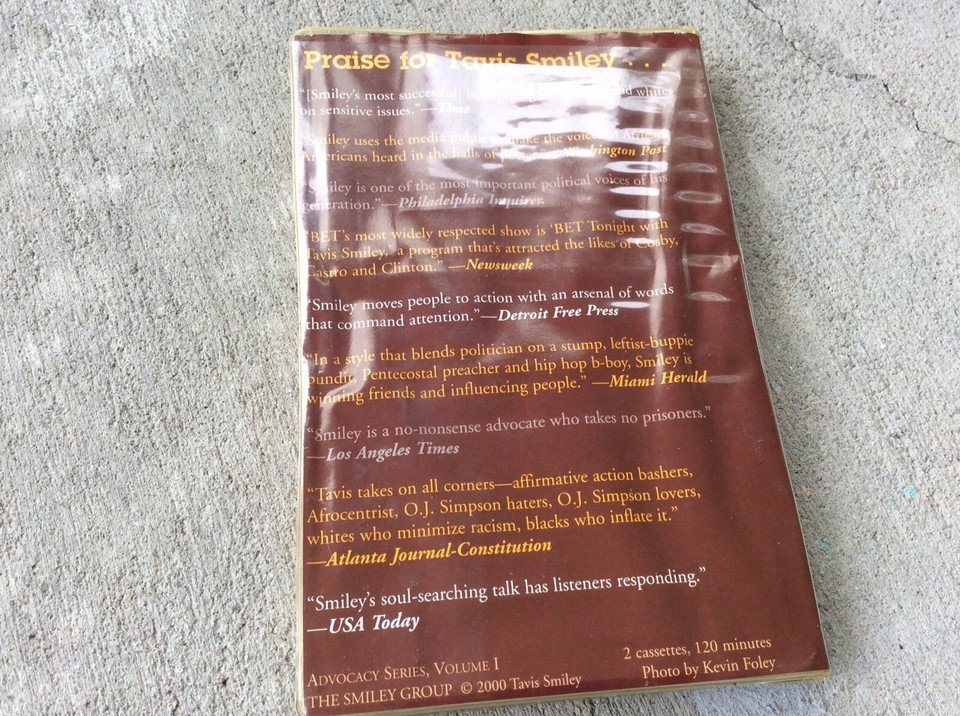 Praise for Tavis Smiley . . .
"[Smiley's most successful] in and whites
on sensitive issues."—Time
"Smiley uses the media make the voices African
Americans heard in the halls of Washington Post
"Smiley is one of the most important political voices of his
generation."—Philadelphia Inquirer
"BET's most widely respected show is 'BET Tonight with
Tavis Smiley,' a program that's attracted the likes of Cosby,
Castro and Clinton." —Newsweek
"Smiley moves people to action with an arsenal of words
that command attention."—Detroit Free Press
"In a style that blends politician on a stump, leftist-buppie
pundit, Pentecostal preacher and hip hop b-boy, Smiley is
winning friends and influencing people." —Miami Herald
"Smiley is a no-nonsense advocate who takes no prisoners."
—Los Angeles Times
"Tavis takes on all corners—affirmative action bashers,
Afrocentrist, O.J. Simpson haters, O.J. Simpson lovers,
whites who minimize racism, blacks who inflate it."
—Atlanta Journal-Constitution
"Smiley's soul-searching talk has listeners responding."
—USA Today
ADVOCACY SERIES, VOLUME I
THE SMILEY GROUP © 2000 Tavis Smiley
2 cassettes, 120 minutes
Photo by Kevin Foley